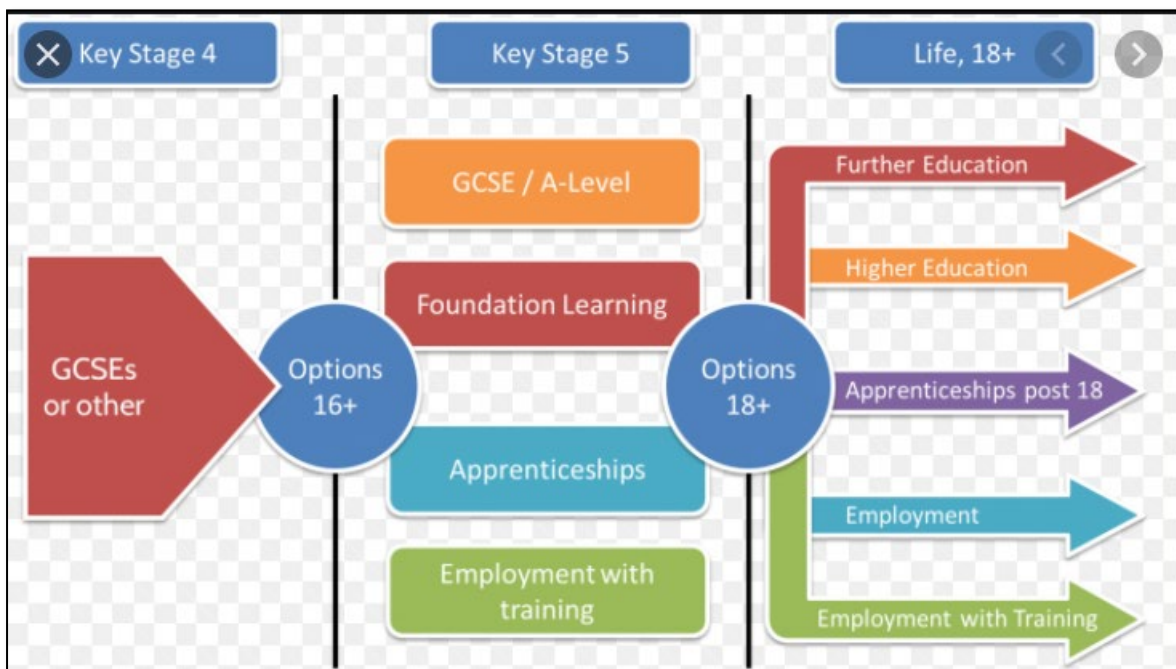 Key Stage 4
Key Stage 5
Life, 18+
GCSEs
or other
Options
16+
GCSE / A-Level
Foundation Learning
Apprenticeships
Employment with
training
Options
18+
Further Education
Higher Education
Apprenticeships post 18
Employment
Employment with Training